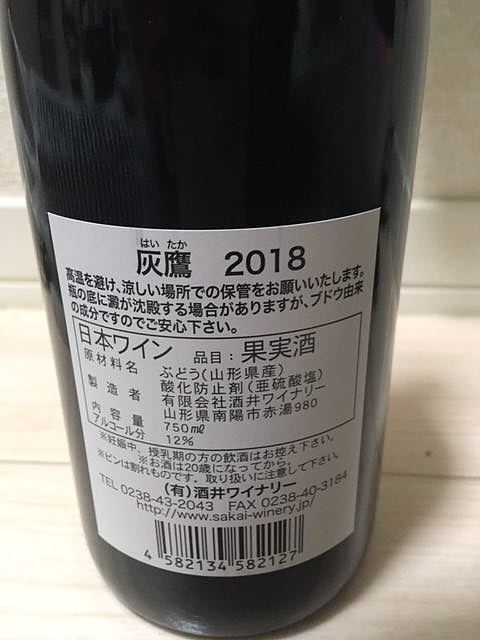 はい たか
灰鷹 2018
高温を避け、涼しい場所での保管をお願いいたします。
瓶の底に澱が沈殿する場合がありますが、ブドウ由来
の成分ですのでご安心下さい。
日本ワイン 品目：果実酒
原材料名 ぶどう(山形県産)
酸化防止剤(亜硫酸塩)
製造者 有限会社酒井ワイナリー
山形県南陽市赤湯980
内容量 750㎖
アルコール分 12%
※妊娠中、授乳期の方の飲酒はお控え下さい。
※お酒は20歳になってから。
※ビンは割れものです。取り扱いに注意して下さい。
(有)酒井ワイナリー
TEL 0238-43-2043 FAX 0238-40-3184
http://www.sakai-winery.jp/
4 582134 582127